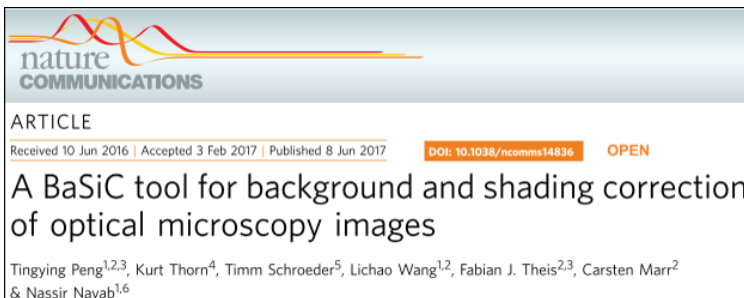 nature
COMMUNICATIONS
ARTICLE
Received 10 Jun 2016 | Accepted 3 Feb 2017 | Published 8 Jun 2017
DOI: 10.1038/ncomms14836
OPEN
A BaSiC tool for background and shading correction
of optical microscopy images
Tingying Peng1,2,3, Kurt Thorn4, Timm Schroeder5, Lichao Wang1,2, Fabian J. Theis2,3, Carsten Marr2
& Nassir Navab1,6